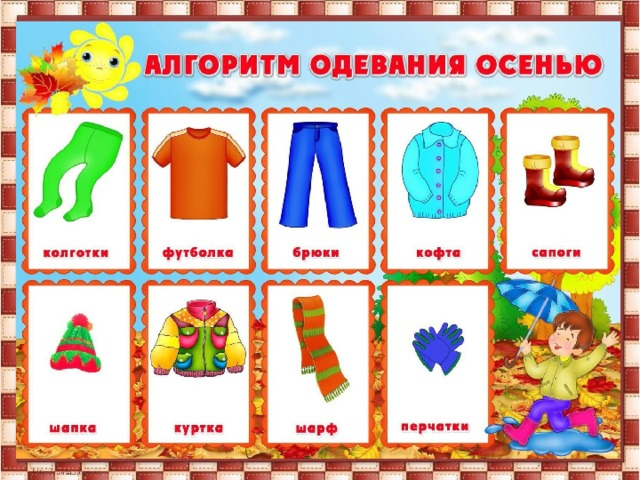 АЛГОРИТМ ОДЕВАНИЯ ОСЕНЬЮ
колготки
футболка
брюки
кофта
сапоги
шапка
куртка
шарф
перчатки